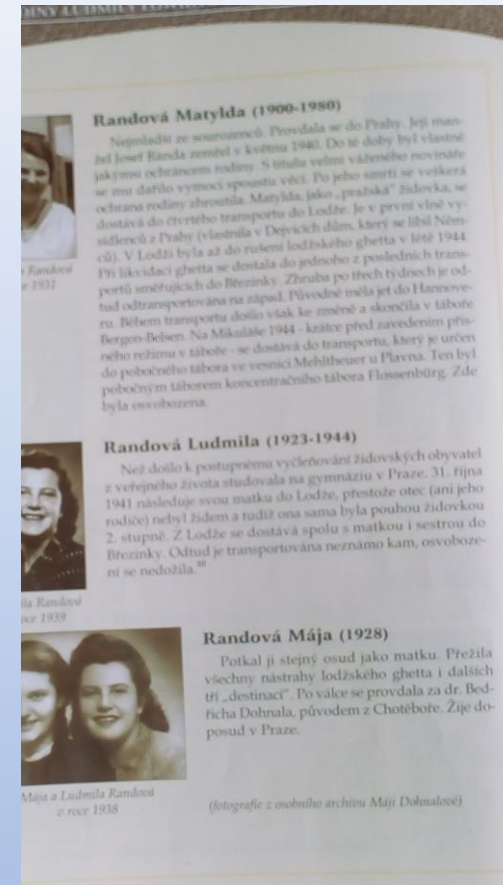 Randová Matylda (1900-1980)
Nejmladší ze sourozenců. Provdala se do Prahy. Její man-
žel Josef Randa zemřel v květnu 1940. Do té doby byl vlastně
jakýmsi ochráncem rodiny. S titulu velmi váženého novináře
se mu dařilo vymoci spoustu věcí. Po jeho smrti se veškerá
ochrana rodiny zhroutila. Matylda, jako „pražská" židovka, se
dostává do čtvrtého transportu do Lodže. Je v první vlně vy-
sídlenců z Prahy (vlastnila v Dejvicích dům, který se líbil Něm-
ců). V Lodži byla až do rušení lodžského ghetta v létě 1944.
Při likvidaci ghetta se dostala do jednoho z posledních trans-
portů směřujících do Březinky. Zhruba po třech týdnech je od-
tud odtransportována na západ. Původně měla jet do Hannove-
ru. Během transportu došlo však ke změně a skončila v táboře
Bergen-Belsen. Na Mikuláše 1944 - krátce před zavedením přís-
ného režimu v táboře - se dostává do transportu, který je určen
do pobočného tábora ve vesnici Mehltheuer u Plavna. Ten byl
pobočným táborem koncentračního tábora Flossenbürg. Zde
byla osvobozena.
Randová
1931
Randová Ludmila (1923-1944)
Než došlo k postupnému vyčleňování židovských obyvatel
z veřejného života studovala na gymnáziu v Praze. 31. října
1941 následuje svou matku do Lodže, přestože otec (ani jeho
rodiče) nebyl židem a tudíž ona sama byla pouhou židovkou
2. stupně. Z Lodže se dostává spolu s matkou i sestrou do
Březinky. Odtud je transportována neznámo kam, osvoboze-
ní se nedožila.
Randová
roce 1939
Randová Mája (1928)
Potkal ji stejný osud jako matku. Přežila
všechny nástrahy lodžského ghetta i dalších
tří „destinací". Po válce se provdala za dr. Bed-
řicha Dohnala, původem z Chotěboře. Žije do-
posud v Praze.
Mája a Ludmila Randová
v roce 1938
(fotografie z osobního archivu Máji Dohnalové)